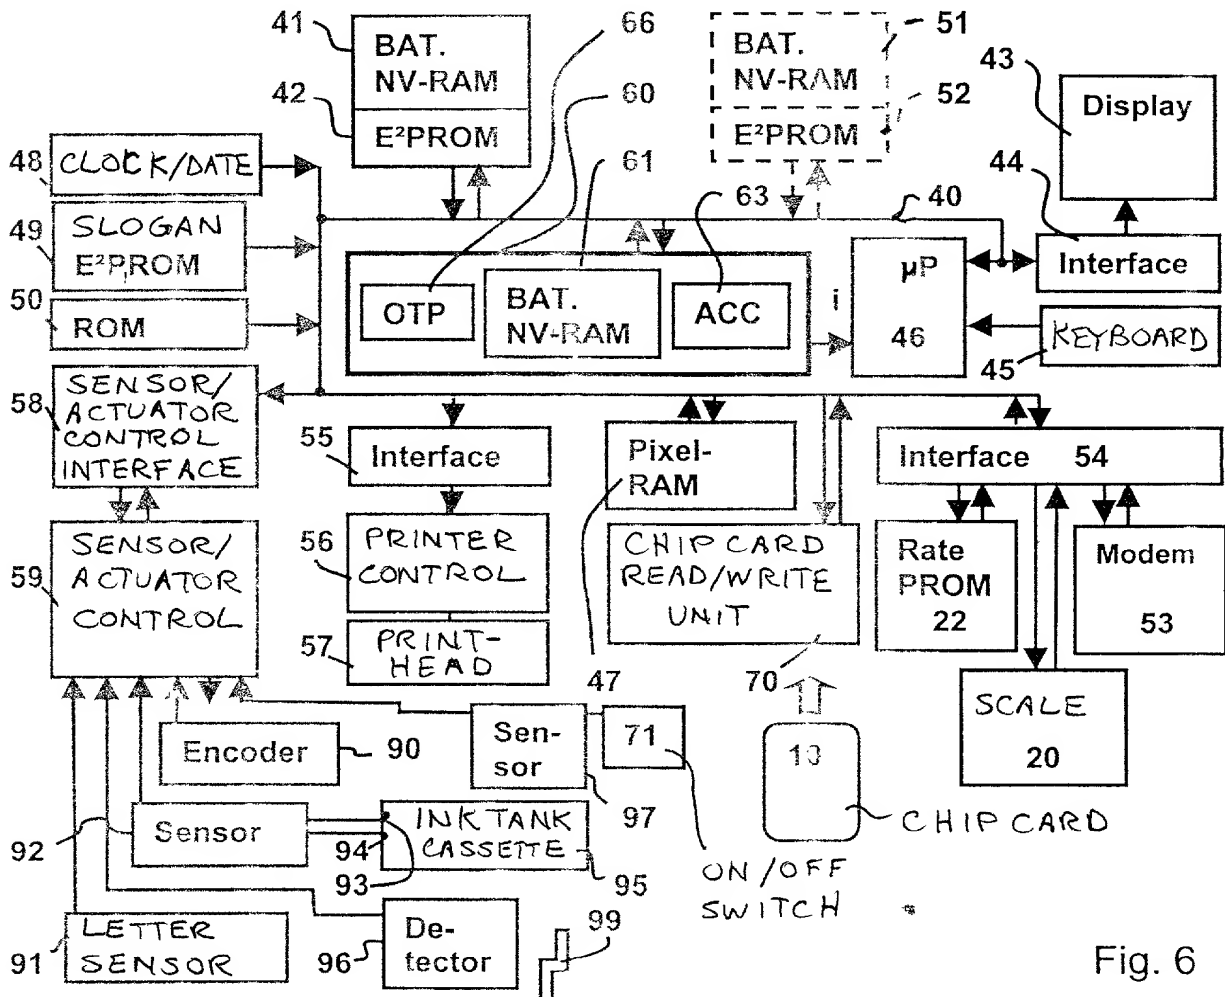 41
BAT.
NV-RAM
42
E²PROM
66
60
61
63
BAT.
NV-RAM
51
E²PROM
52
43
Display
44
Interface
40
48
CLOCK/DATE
49
SLOGAN
E²PROM
50
ROM
OTP
BAT.
NV-RAM
ACC
i
µP
46
KEYBOARD
45
58
SENSOR/
ACTUATOR
CONTROL
INTERFACE
55
Interface
Pixel-
RAM
47
Interface 54
59
SENSOR/
ACTUATOR
CONTROL
56
PRINTER
CONTROL
57
PRINT-
HEAD
CHIP CARD
READ/WRITE
UNIT
70
Rate
PROM
22
Modem
53
SCALE
20
Encoder
90
Sen-
sor
97
71
ON/OFF
SWITCH
10
CHIP CARD
92
Sensor
94
93
INK TANK
CASSETTE
95
91
LETTER
SENSOR
96
De-
tector
99
Fig. 6